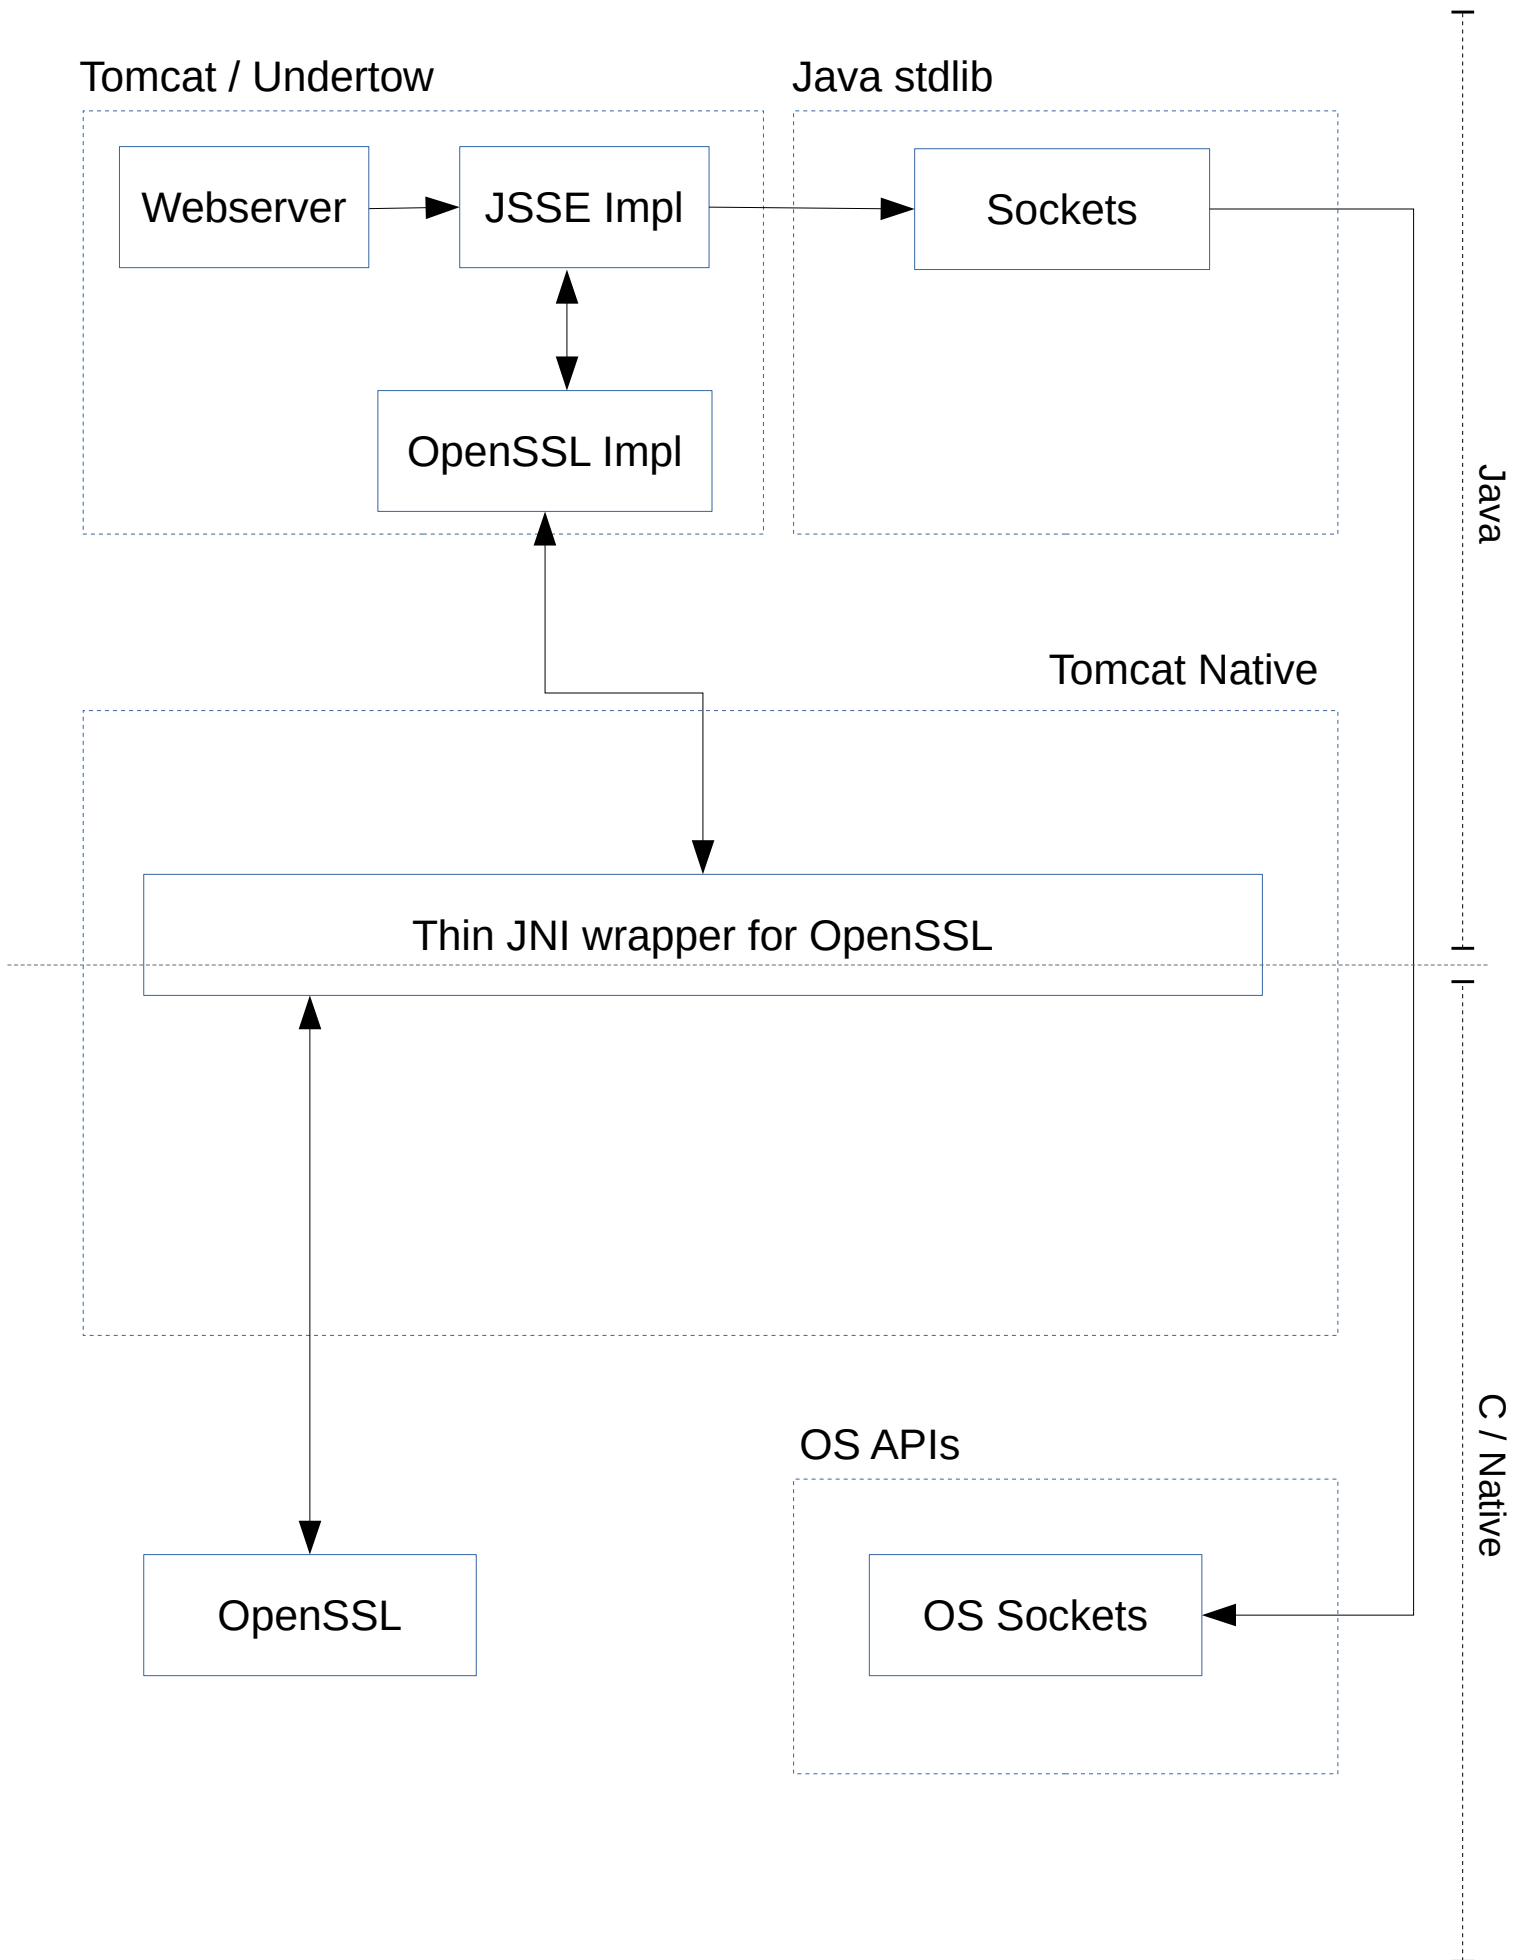 Tomcat / Undertow
Java stdlib
Webserver
JSSE Impl
Sockets
OpenSSL Impl
Java
Tomcat Native
Thin JNI wrapper for OpenSSL
C / Native
OS APIs
OpenSSL
OS Sockets